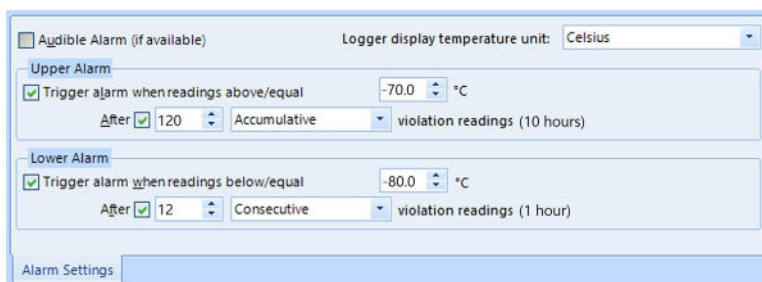 Audible Alarm (if available) Logger display temperature unit: Celsius
Upper Alarm
Trigger alarm when readings above/equal -70.0 °C
After 120 Accumulative violation readings (10 hours)
Lower Alarm
Trigger alarm when readings below/equal -80.0 °C
After 12 Consecutive violation readings (1 hour)
Alarm Settings